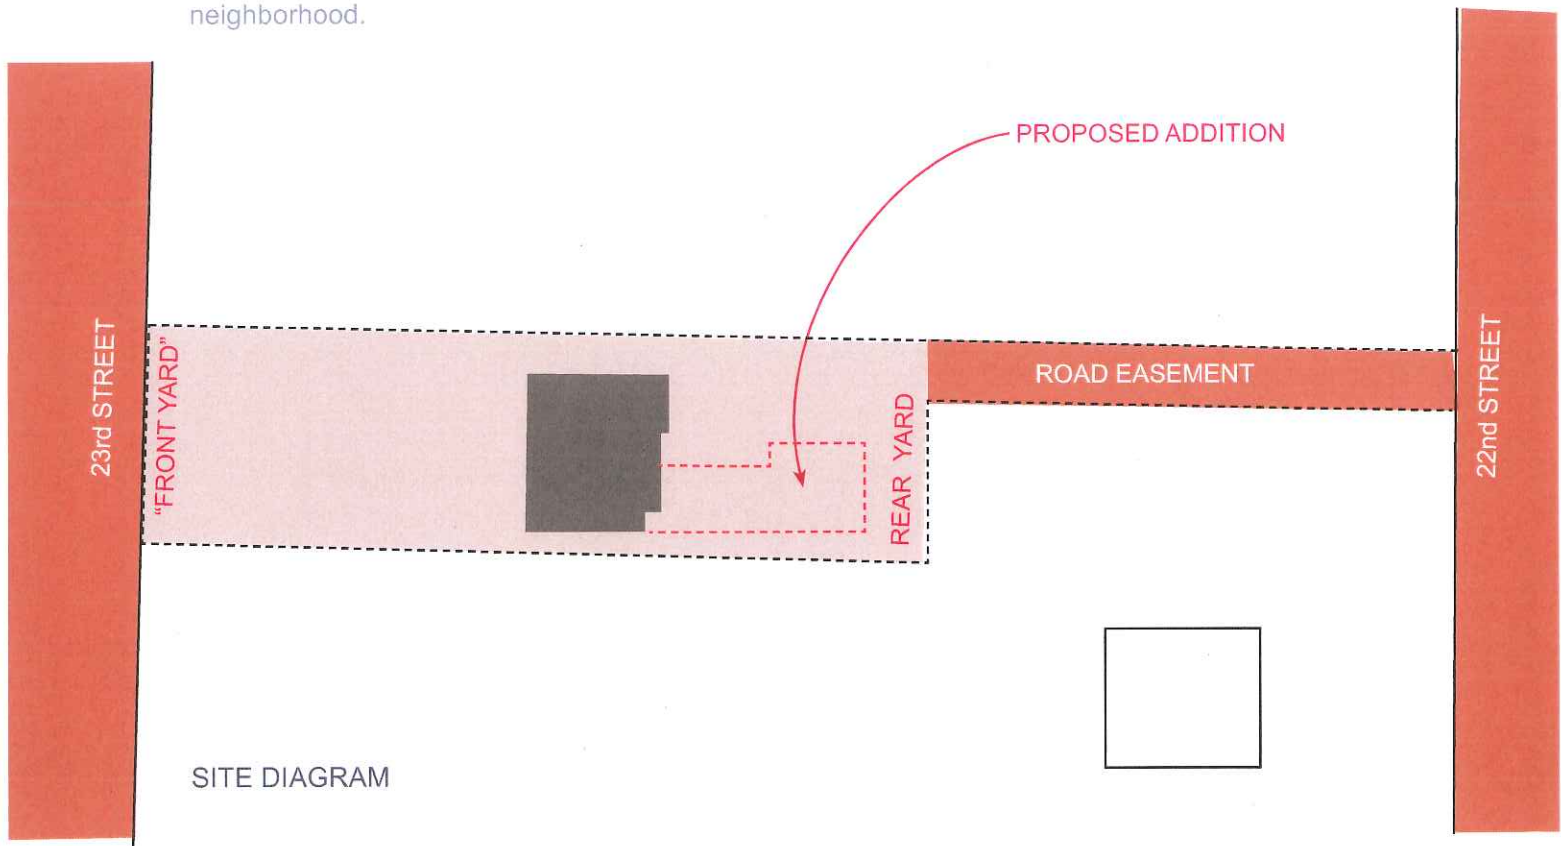 neighborhood.
PROPOSED ADDITION
23rd STREET
“FRONT YARD”
ROAD EASEMENT
REAR YARD
22nd STREET
SITE DIAGRAM